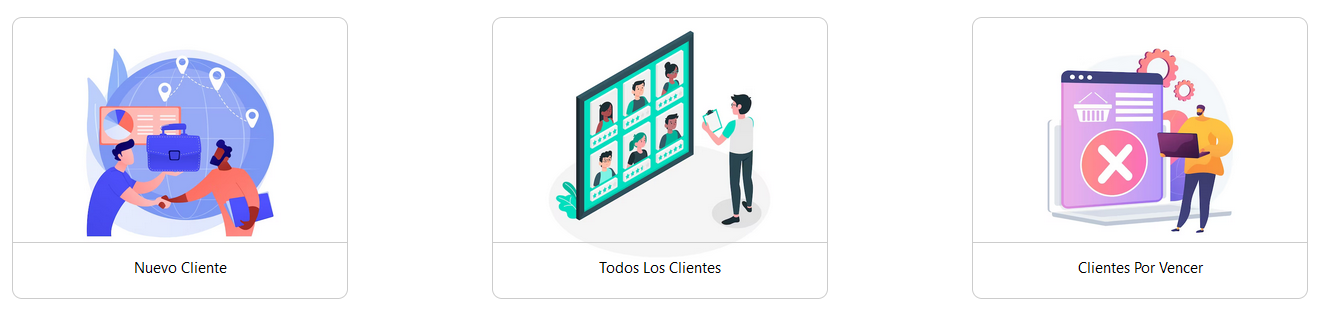 Nuevo Cliente
Todos Los Clientes
Clientes Por Vencer